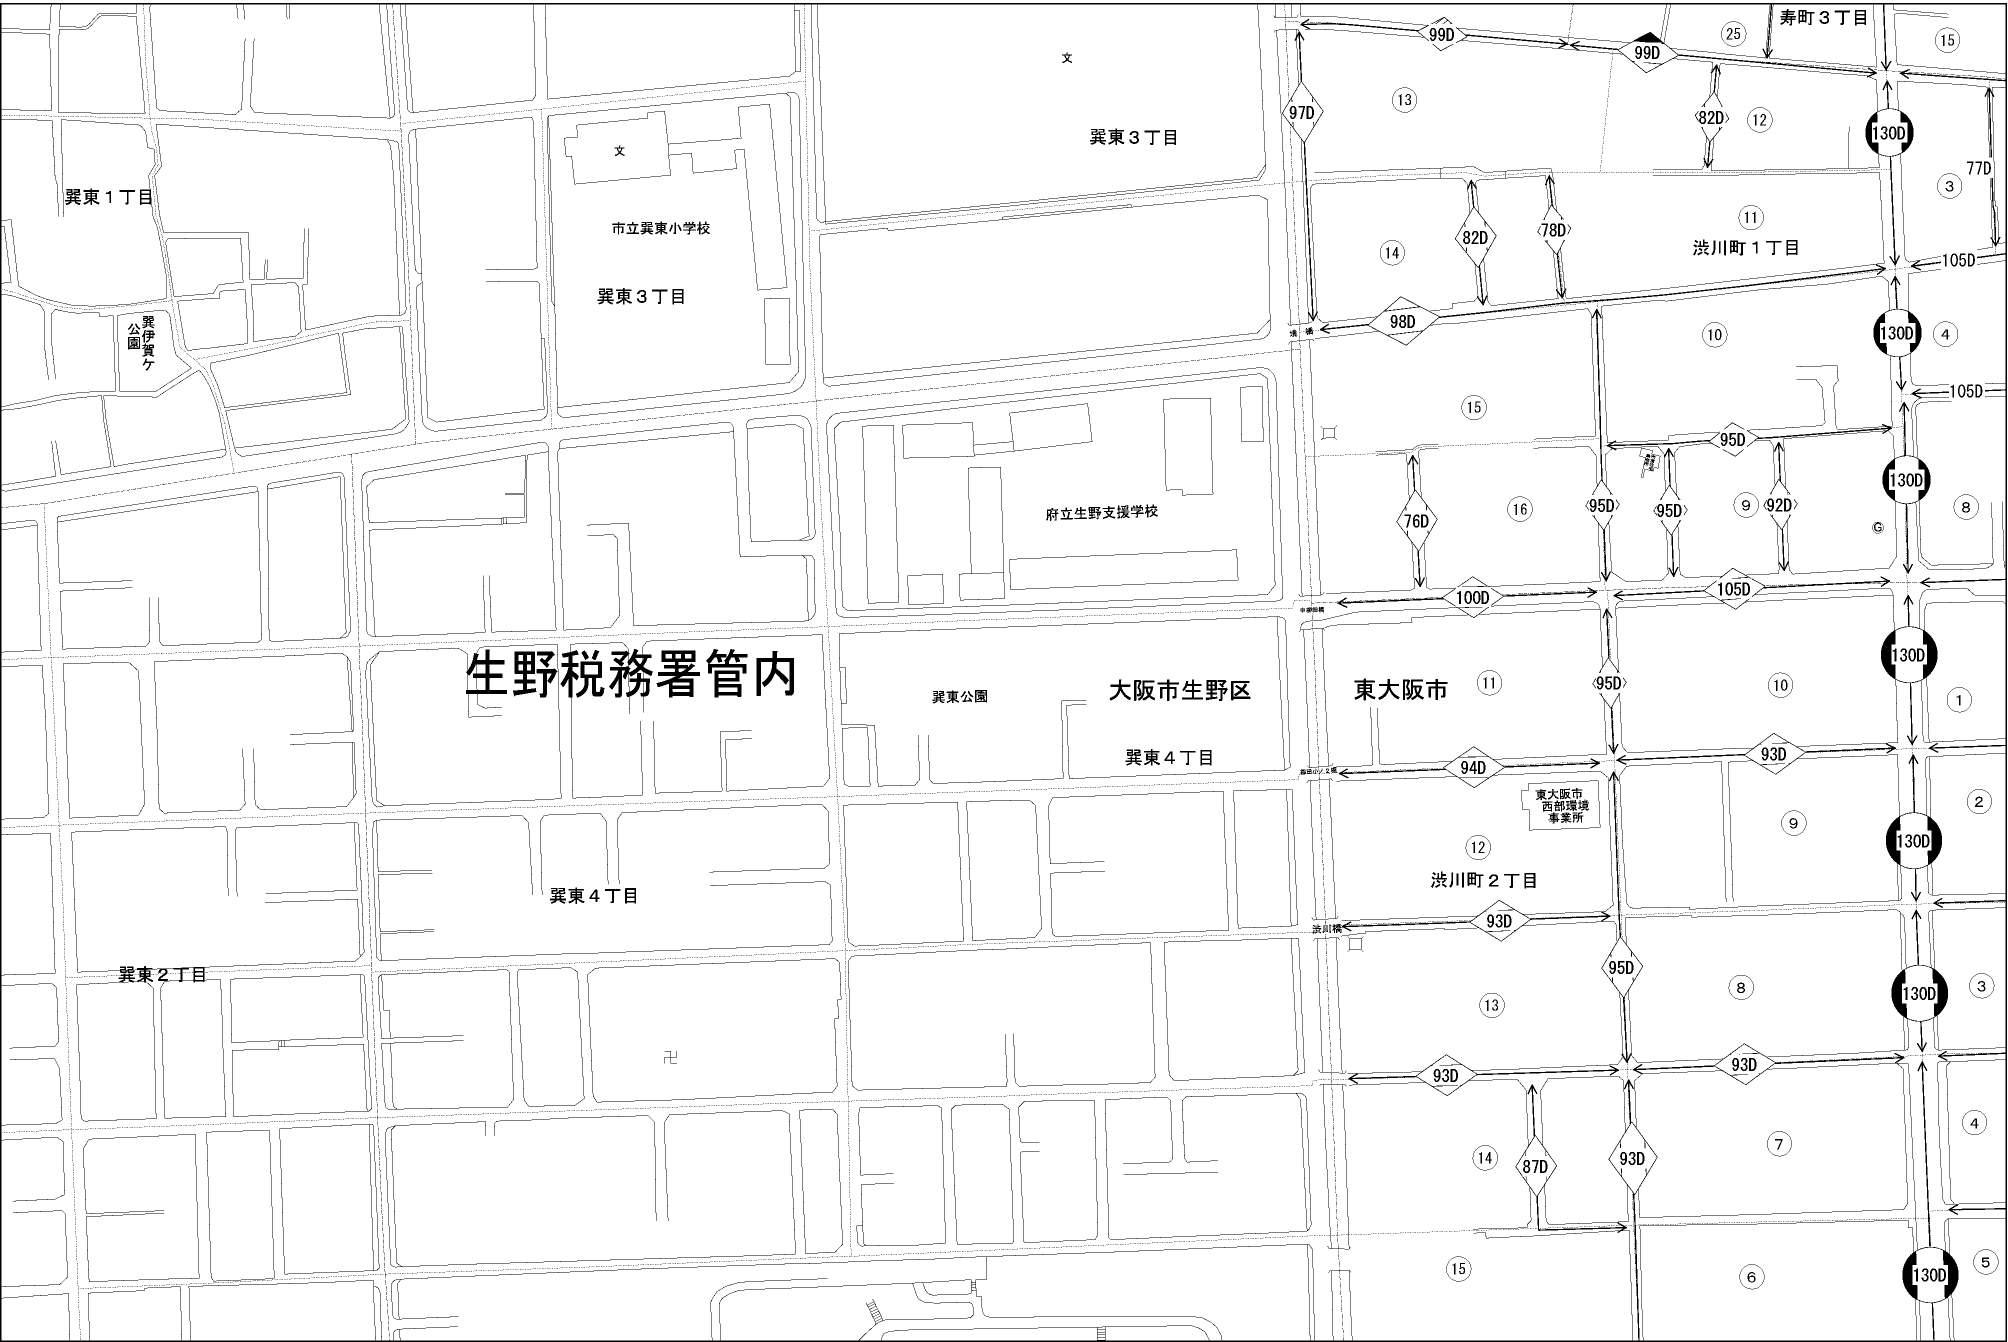 寿町３丁目
99D
25
99D
15
文
13
97D
82D
12
130D
巽東３丁目
文
77D
3
巽東１丁目
11
市立巽東小学校
82D
78D
渋川町１丁目
14
105D
巽東３丁目
98D
巽伊賀ケ
公園
境橋
10
130D
4
105D
15
95D
130D
16
95D
95D
9
92D
8
府立生野支援学校
76D
G
100D
105D
130D
生野税務署管内
11
95D
10
巽東公園
大阪市生野区
東大阪市
1
巽東４丁目
94D
93D
東大阪市
西部環境
事業所
2
9
130D
12
渋川町２丁目
巽東４丁目
93D
渋川橋
95D
巽東２丁目
8
3
130D
13
卍
93D
93D
4
7
14
87D
93D
15
6
5
130D